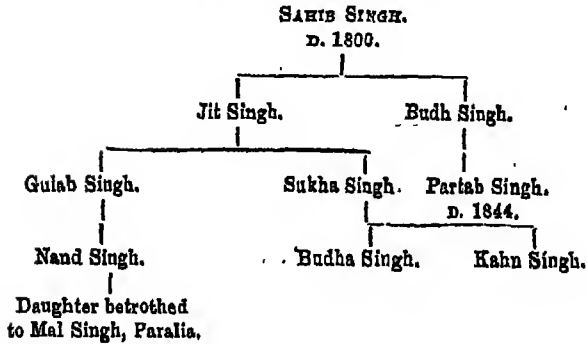 SAHIB SINGH.
D. 1800.
Jit Singh. Budh Singh.
Gulab Singh. Sukha Singh. Partab Singh.
D. 1844.
Nand Singh. Budha Singh. Kahn Singh.
Daughter betrothed
to Mal Singh, Paralia.